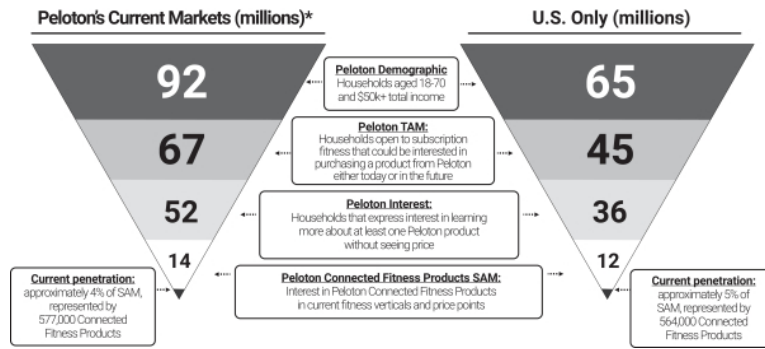 Peloton's Current Markets (millions)*
U.S. Only (millions)
92
Peloton Demographic
Households aged 18-70
and $50k+ total income
65
67
Peloton TAM:
Households open to subscription
fitness that could be interested in
purchasing a product from Peloton
either today or in the future
45
52
Peloton Interest:
Households that express interest in learning
more about at least one Peloton product
without seeing price
36
14
Peloton Connected Fitness Products SAM:
Interest in Peloton Connected Fitness Products
in current fitness verticals and price points
12
Current penetration:
approximately 4% of SAM,
represented by
577,000 Connected
Fitness Products
Current penetration:
approximately 5% of
SAM, represented by
564,000 Connected
Fitness Products